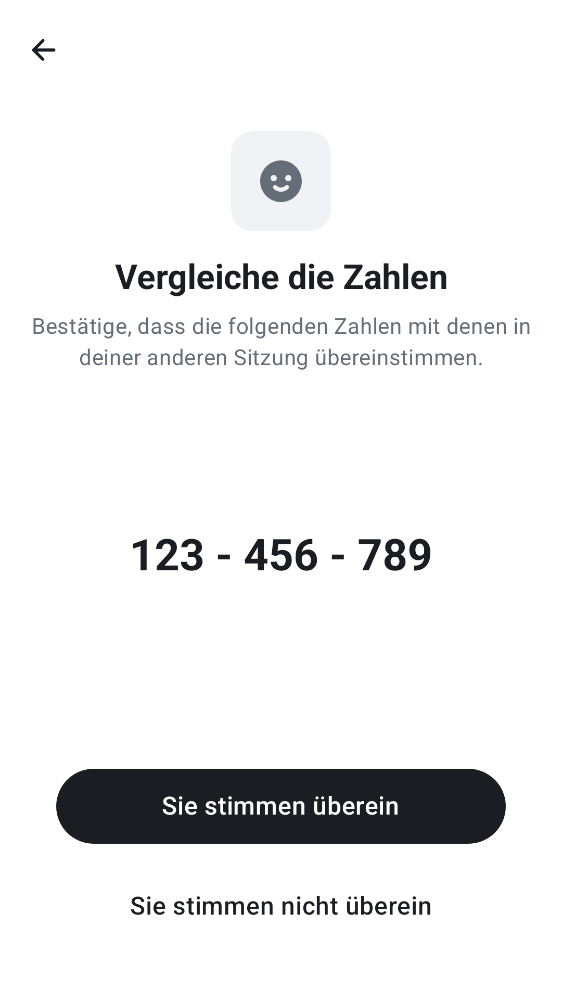 Vergleiche die Zahlen
Bestätige, dass die folgenden Zahlen mit denen in
deiner anderen Sitzung übereinstimmen.
123 - 456 - 789
Sie stimmen überein
Sie stimmen nicht überein